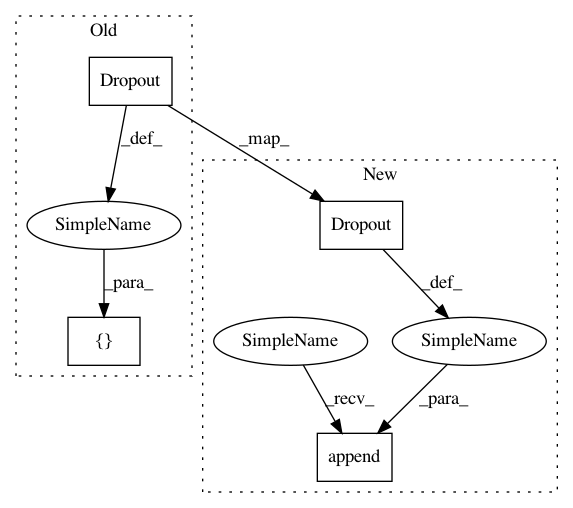 Old
Dropout
_def_
_map_
New
SimpleName
Dropout
_para_
_def_
{}
SimpleName
SimpleName
_recv_
_para_
append